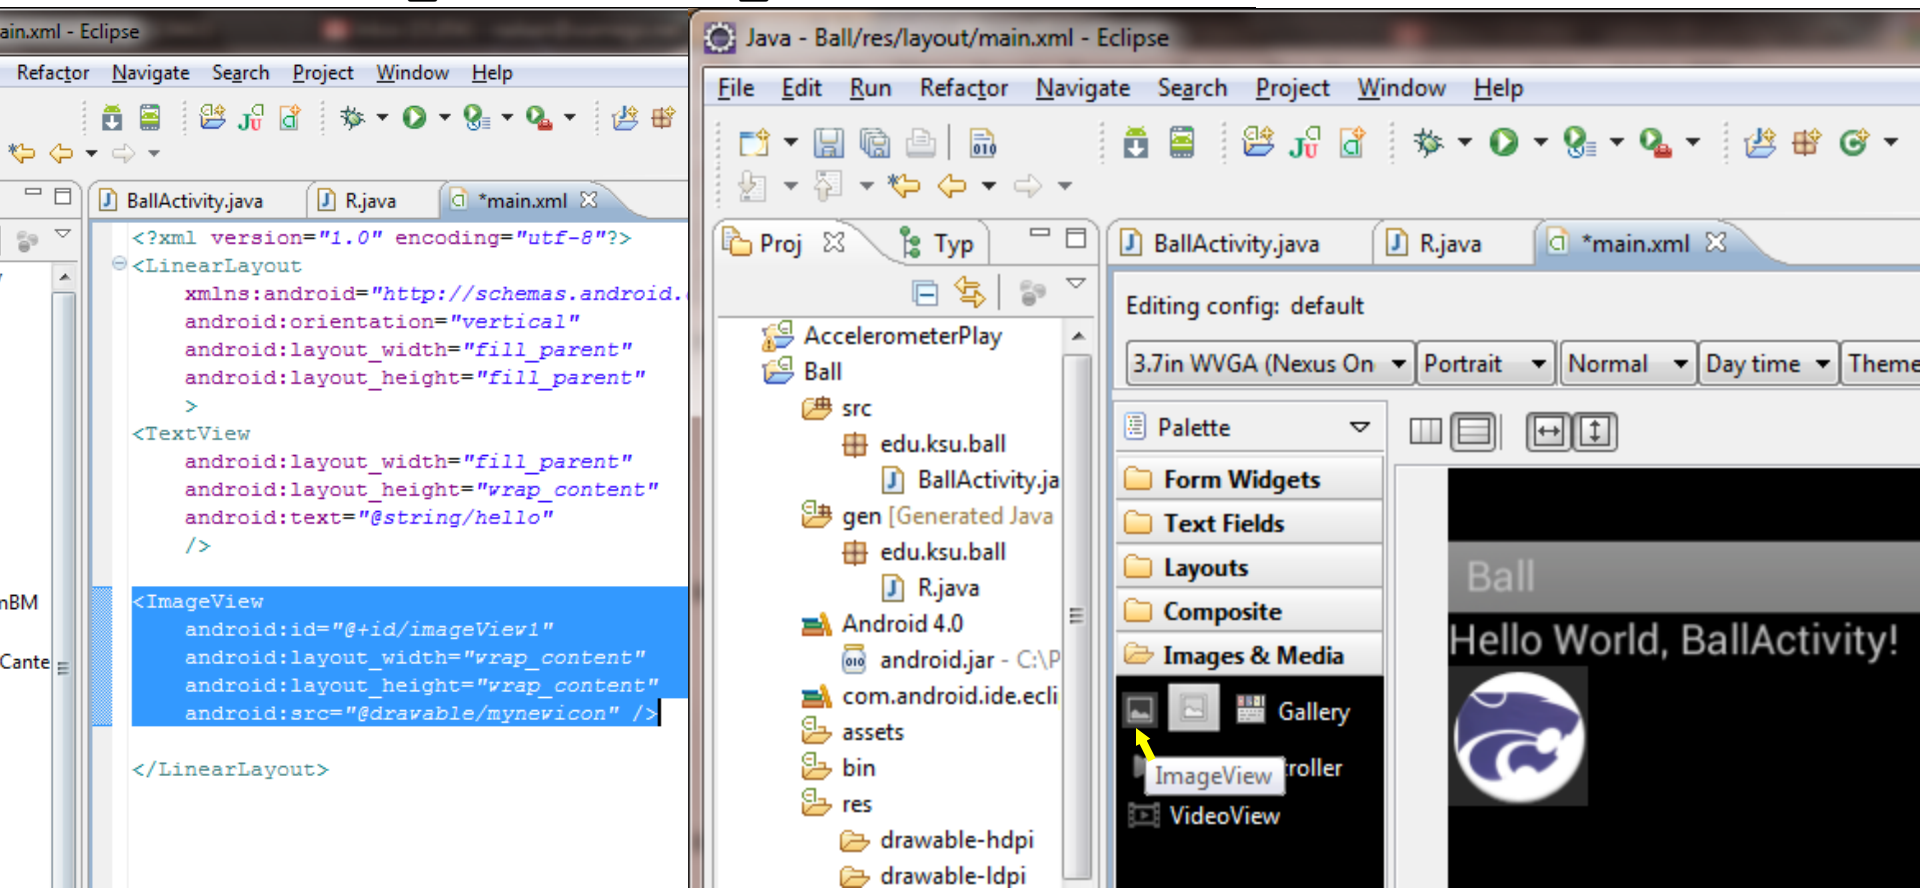 ain.xml - Eclipse
Refactor Navigate Search Project Window Help
BallActivity.java R.java *main.xml
<?xml version="1.0" encoding="utf-8"?>
<LinearLayout
xmlns:android="http://schemas.android.
android:orientation="vertical"
android:layout_width="fill_parent"
android:layout_height="fill_parent"
>
<TextView
android:layout_width="fill_parent"
android:layout_height="wrap_content"
android:text="@string/hello"
/>
<ImageView
android:id="@+id/imageView1"
android:layout_width="wrap_content"
android:layout_height="wrap_content"
android:src="@drawable/mynewicon" />
</LinearLayout>
nBM
Cante
Java - Ball/res/layout/main.xml - Eclipse
File Edit Run Refactor Navigate Search Project Window Help
Proj Typ
AccelerometerPlay
Ball
src
edu.ksu.ball
BallActivity.ja
gen [Generated Java
edu.ksu.ball
R.java
Android 4.0
android.jar - C:\P
com.android.ide.ecli
assets
bin
res
drawable-hdpi
drawable-ldpi
BallActivity.java R.java *main.xml
Editing config: default
3.7in WVGA (Nexus On Portrait Normal Day time Theme
Palette
Form Widgets
Text Fields
Layouts
Composite
Images & Media
Gallery
ImageView
troller
VideoView
Ball
Hello World, BallActivity!